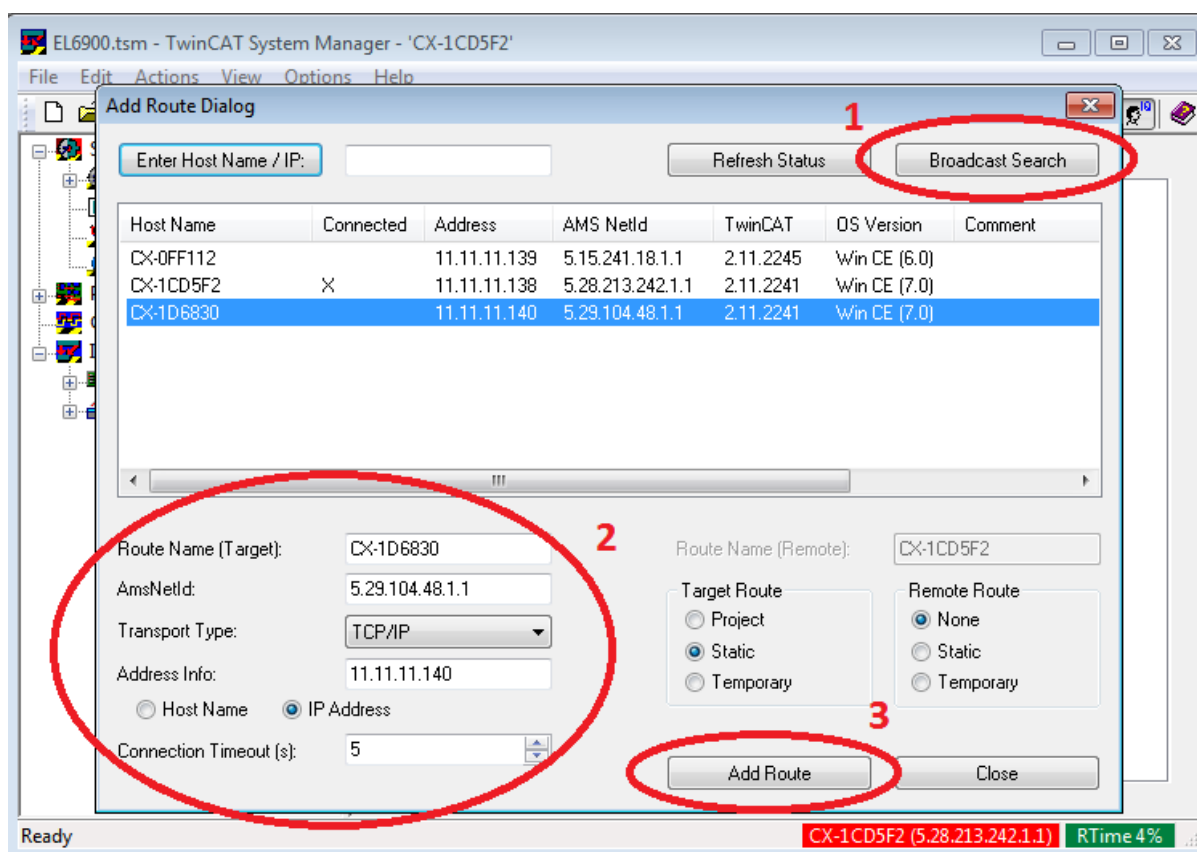 EL6900.tsm - TwinCAT System Manager - 'CX-1CD5F2'
File Edit Actions View Options Help
Add Route Dialog
1
Enter Host Name / IP: Refresh Status Broadcast Search
Host Name Connected Address AMS NetId TwinCAT OS Version Comment
CX-0FF112 11.11.11.139 5.15.241.18.1.1 2.11.2245 Win CE (6.0)
CX-1CD5F2 X 11.11.11.138 5.28.213.242.1.1 2.11.2241 Win CE (7.0)
CX-1D6830 11.11.11.140 5.29.104.48.1.1 2.11.2241 Win CE (7.0)
2
Route Name (Target): CX-1D6830 Route Name (Remote): CX-1CD5F2
AmsNetId: 5.29.104.48.1.1 Target Route Remote Route
Transport Type: TCP/IP Project None
Address Info: 11.11.11.140 Static Static
Host Name IP Address Temporary Temporary
3
Connection Timeout (s): 5
Add Route Close
Ready CX-1CD5F2 (5.28.213.242.1.1) RTime 4%